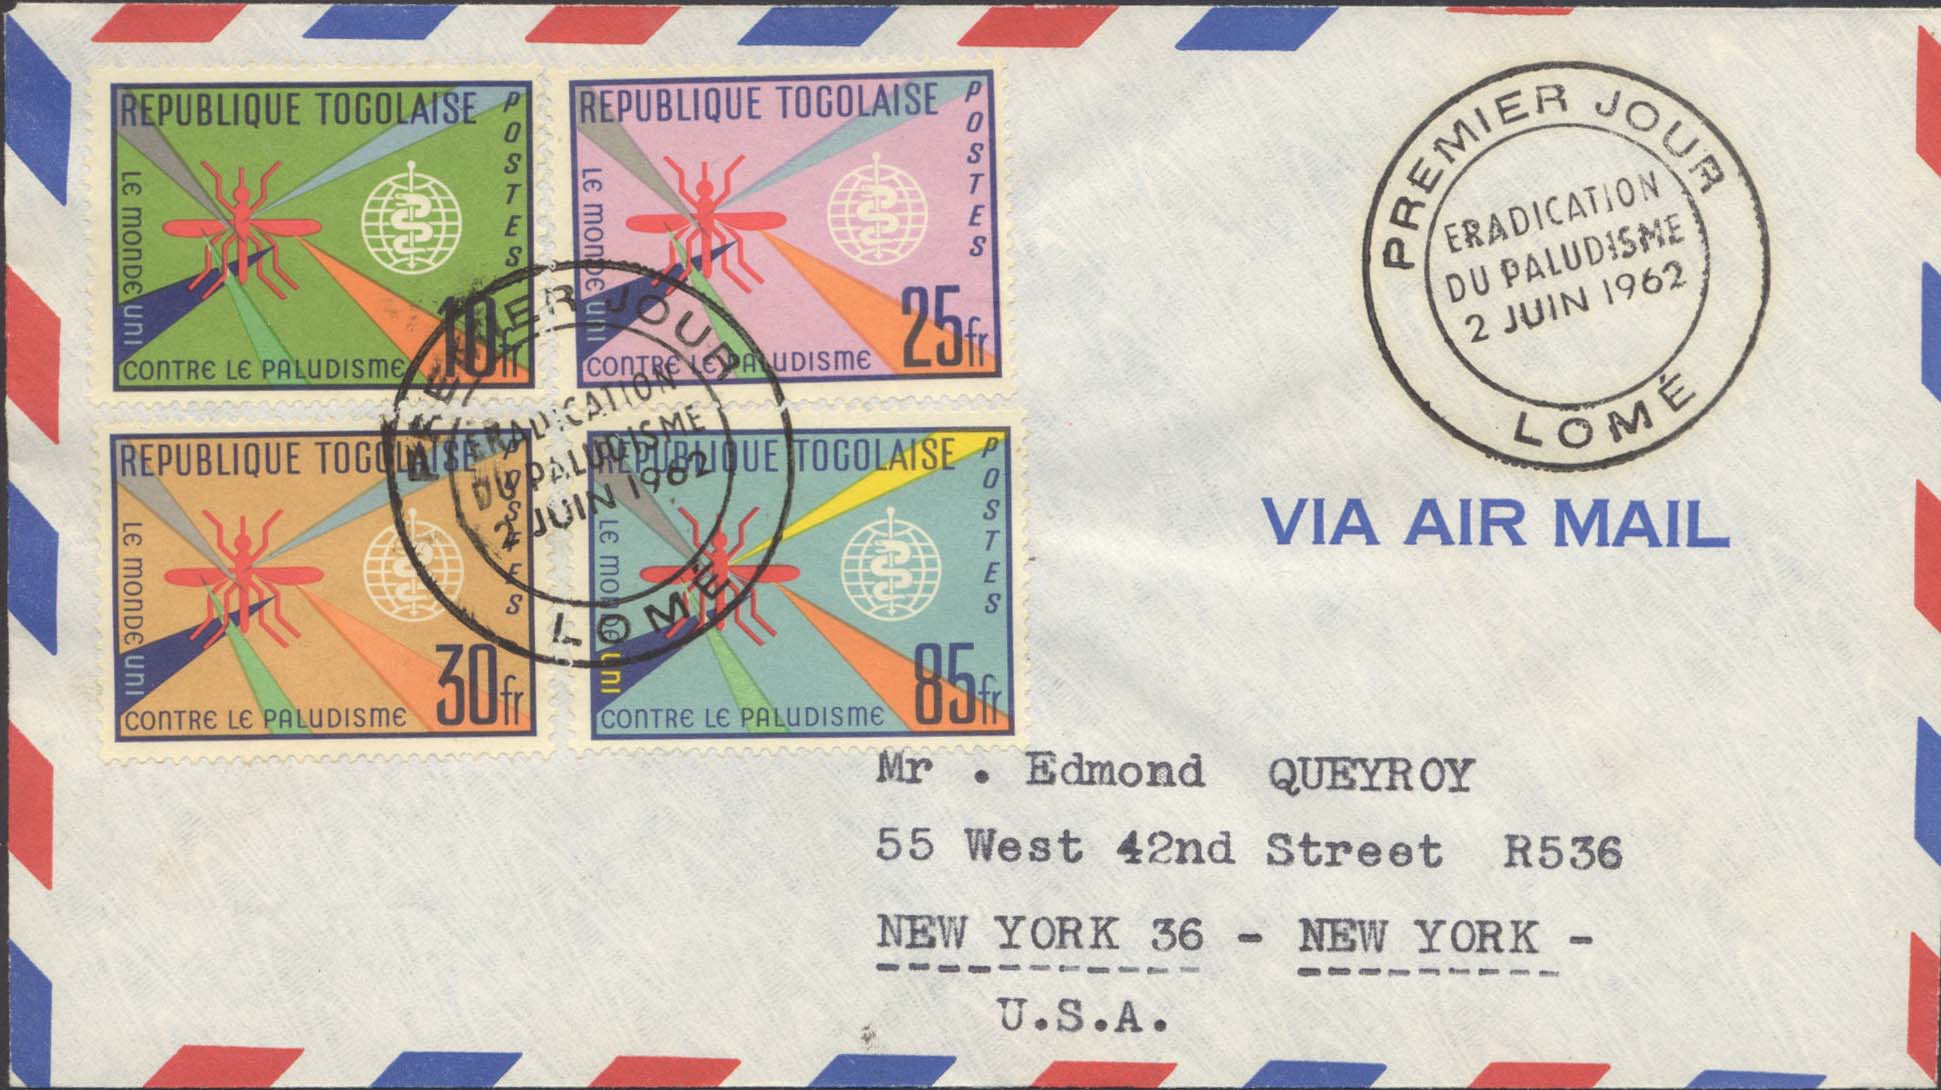 REPUBLIQUE TOGOLAISE
POSTES
LE MONDE UNI
CONTRE LE PALUDISME
10fr
REPUBLIQUE TOGOLAISE
POSTES
LE MONDE UNI
CONTRE LE PALUDISME
25fr
REPUBLIQUE TOGOLAISE
POSTES
LE MONDE UNI
CONTRE LE PALUDISME
30fr
REPUBLIQUE TOGOLAISE
POSTES
LE MONDE UNI
CONTRE LE PALUDISME
85fr
PREMIER JOUR
ERADICATION
DU PALUDISME
2 JUIN 1962
LOMÉ
PREMIER JOUR
ERADICATION
DU PALUDISME
2 JUIN 1962
LOMÉ
VIA AIR MAIL
Mr . Edmond QUEYROY
55 West 42nd Street R536
NEW YORK 36 - NEW YORK -
U.S.A.